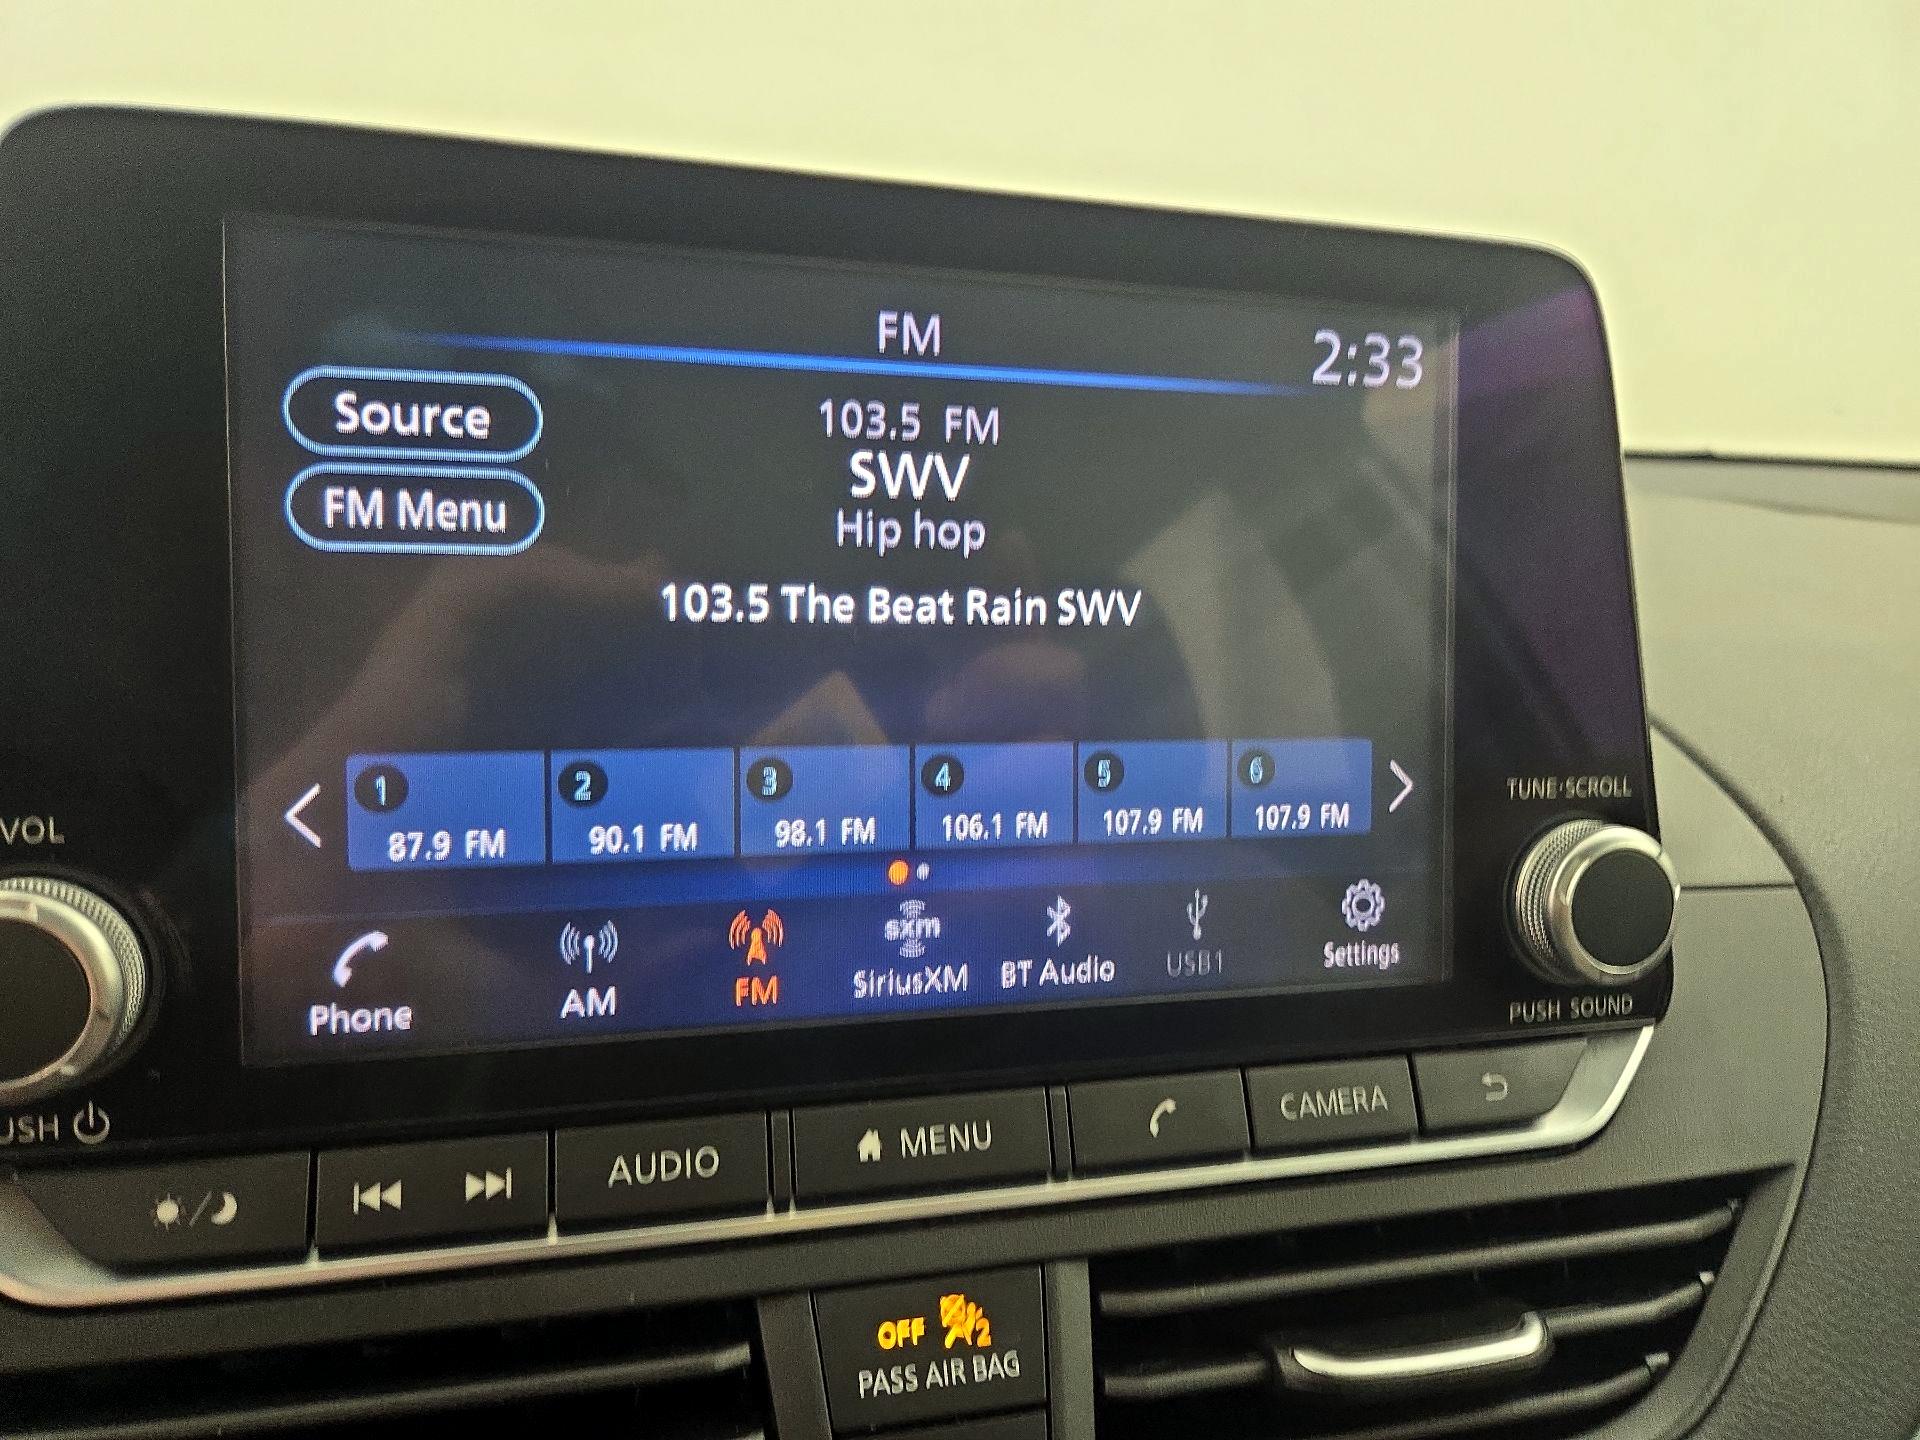 FM
2:33
Source
103.5 FM
SWV
FM Menu
Hip hop
103.5 The Beat Rain SWV
1 2 3 4 5 6
87.9 FM 90.1 FM 98.1 FM 106.1 FM 107.9 FM 107.9 FM
sxm
Phone AM FM SiriusXM BT Audio USB1 Settings
VOL
TUNE·SCROLL
PUSH SOUND
USH
AUDIO MENU CAMERA
OFF 2
PASS AIR BAG